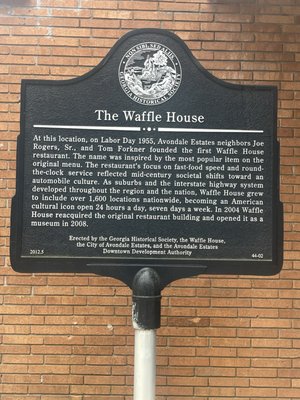 NON SIBI, SED ALIIS
GEORGIA HISTORICAL SOCIETY
The Waffle House
At this location, on Labor Day 1955, Avondale Estates neighbors Joe
Rogers, Sr., and Tom Forkner founded the first Waffle House
restaurant. The name was inspired by the most popular item on the
original menu. The restaurant's focus on fast-food speed and round-
the-clock service reflected mid-century societal shifts toward an
automobile culture. As suburbs and the interstate highway system
developed throughout the region and the nation, Waffle House grew
to include over 1,600 locations nationwide, becoming an American
cultural icon open 24 hours a day, seven days a week. In 2004 Waffle
House reacquired the original restaurant building and opened it as a
museum in 2008.
Erected by the Georgia Historical Society, the Waffle House,
the City of Avondale Estates, and the Avondale Estates
Downtown Development Authority
2012.5
44-02